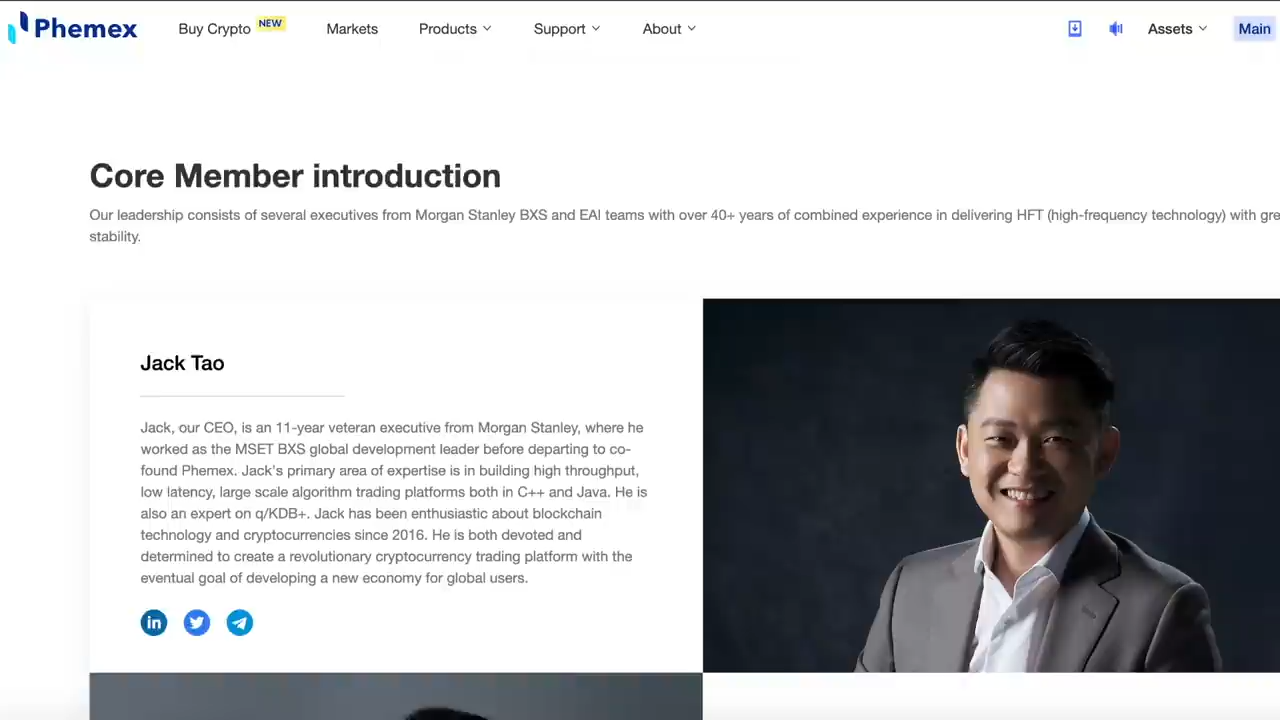 Phemex
Buy Crypto NEW Markets Products Support About Assets Main
Core Member introduction
Our leadership consists of several executives from Morgan Stanley BXS and EAI teams with over 40+ years of combined experience in delivering HFT (high-frequency technology) with gre
stability.
Jack Tao
Jack, our CEO, is an 11-year veteran executive from Morgan Stanley, where he
worked as the MSET BXS global development leader before departing to co-
found Phemex. Jack's primary area of expertise is in building high throughput,
low latency, large scale algorithm trading platforms both in C++ and Java. He is
also an expert on q/KDB+. Jack has been enthusiastic about blockchain
technology and cryptocurrencies since 2016. He is both devoted and
determined to create a revolutionary cryptocurrency trading platform with the
eventual goal of developing a new economy for global users.
in